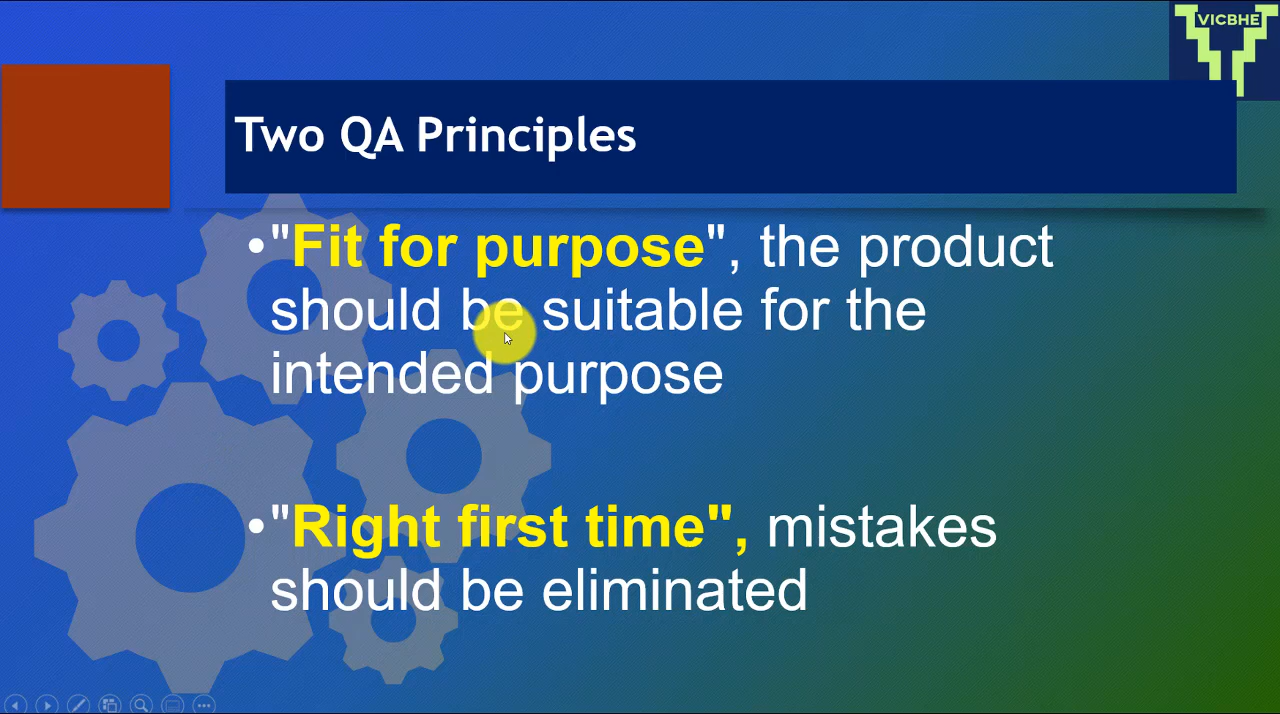 VICBHE
Two QA Principles
•"Fit for purpose", the product
should be suitable for the
intended purpose
•"Right first time", mistakes
should be eliminated